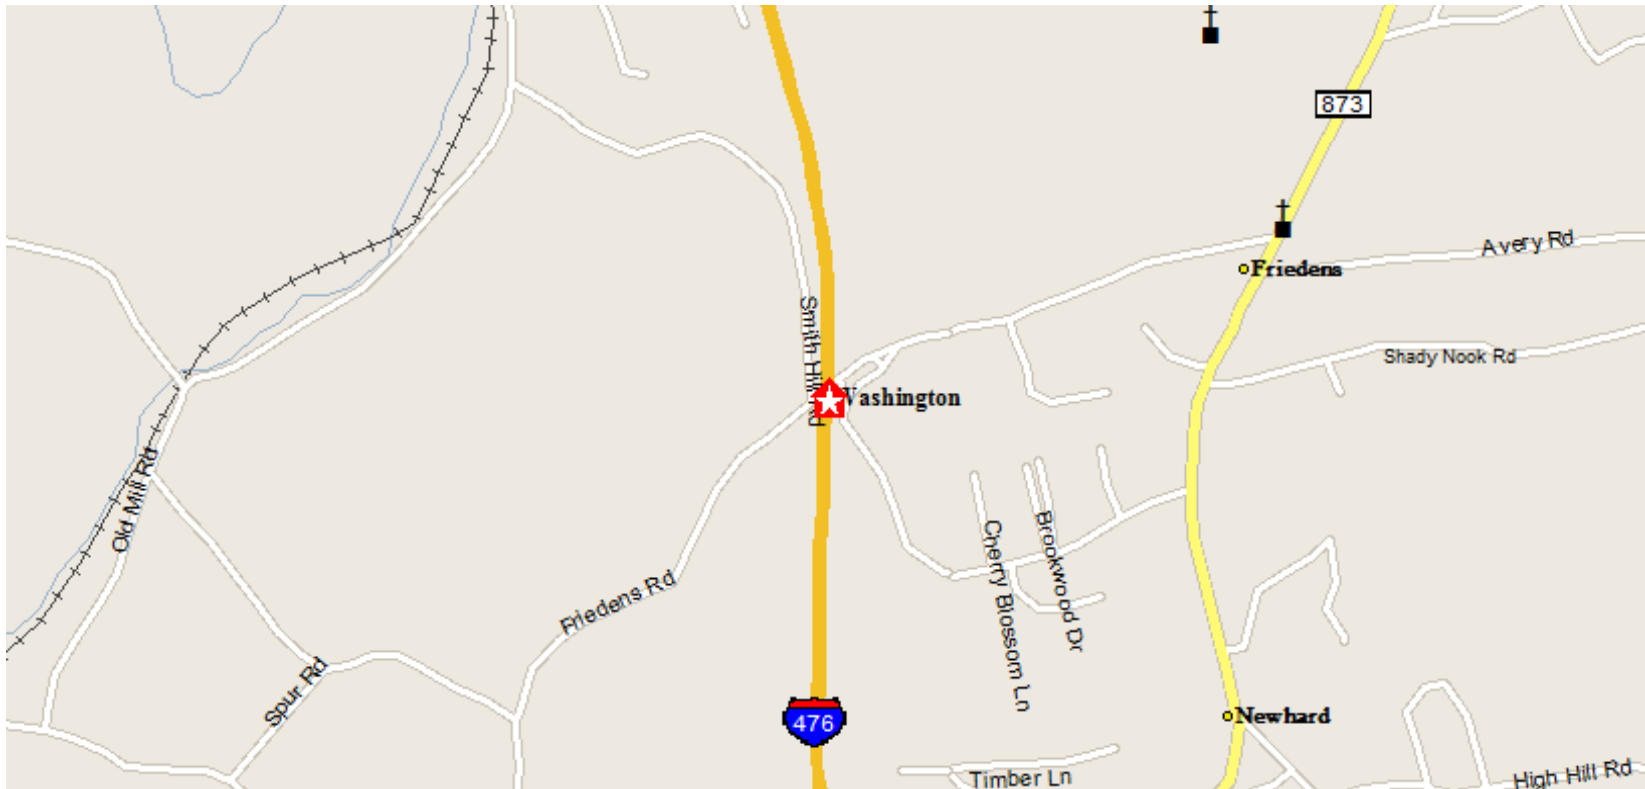 873
Avery Rd
Friedens
Smith Hill Rd
Shady Nook Rd
Washington
Old Mill Rd
Cherry Blossom Ln
Brookwood Dr
Friedens Rd
Spur Rd
476
Newhard
Timber Ln
High Hill Rd